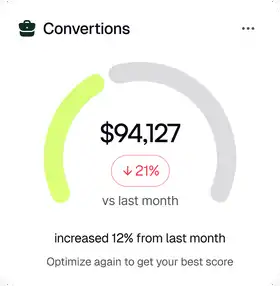 Convertions
$94,127
↓ 21%
vs last month
increased 12% from last month
Optimize again to get your best score